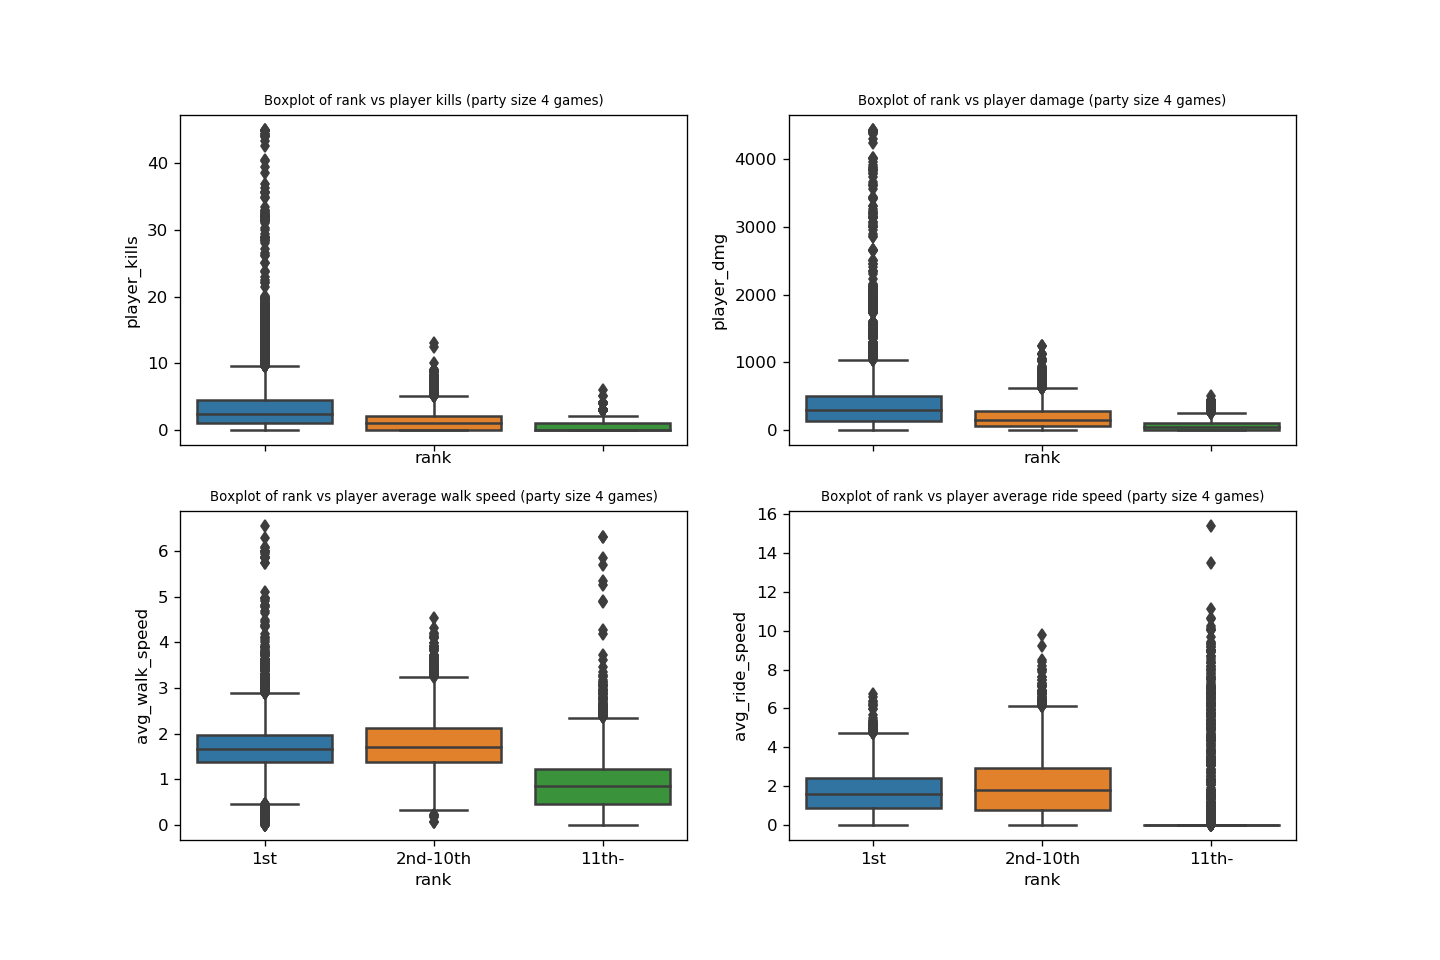 Boxplot of rank vs player kills (party size 4 games)
player_kills
40
30
20
10
0
rank
Boxplot of rank vs player damage (party size 4 games)
player_dmg
4000
3000
2000
1000
0
rank
Boxplot of rank vs player average walk speed (party size 4 games)
avg_walk_speed
6
5
4
3
2
1
0
1st
2nd-10th
11th-
rank
Boxplot of rank vs player average ride speed (party size 4 games)
avg_ride_speed
16
14
12
10
8
6
4
2
0
1st
2nd-10th
11th-
rank